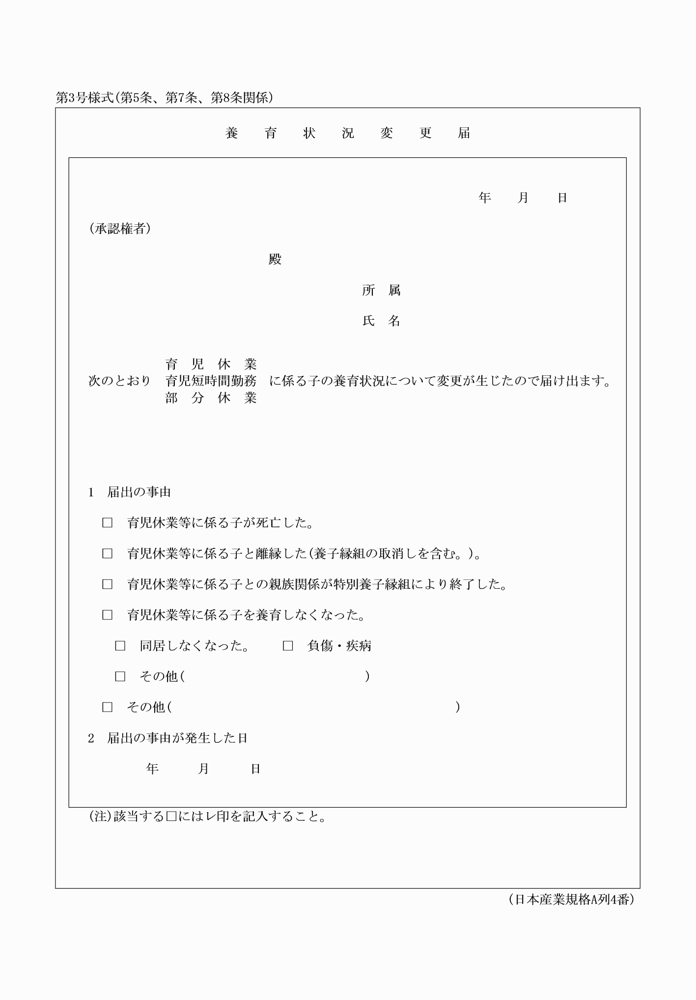 第3号様式(第5条、第7条、第8条関係)
養　育　状　況　変　更　届
年　月　日
(承認権者)
殿
所　属
氏　名
育　児　休　業
次のとおり　育児短時間勤務　に係る子の養育状況について変更が生じたので届け出ます。
部　分　休　業
1　届出の事由
□　育児休業等に係る子が死亡した。
□　育児休業等に係る子と離縁した(養子縁組の取消しを含む。)。
□　育児休業等に係る子との親族関係が特別養子縁組により終了した。
□　育児休業等に係る子を養育しなくなった。
□　同居しなくなった。　　□　負傷・疾病
□　その他(　　　　　　　　　　　　　　)
□　その他(　　　　　　　　　　　　　　　　　　　　　　)
2　届出の事由が発生した日
年　　　月　　　日
(注)該当する□にはレ印を記入すること。
(日本産業規格A列4番)